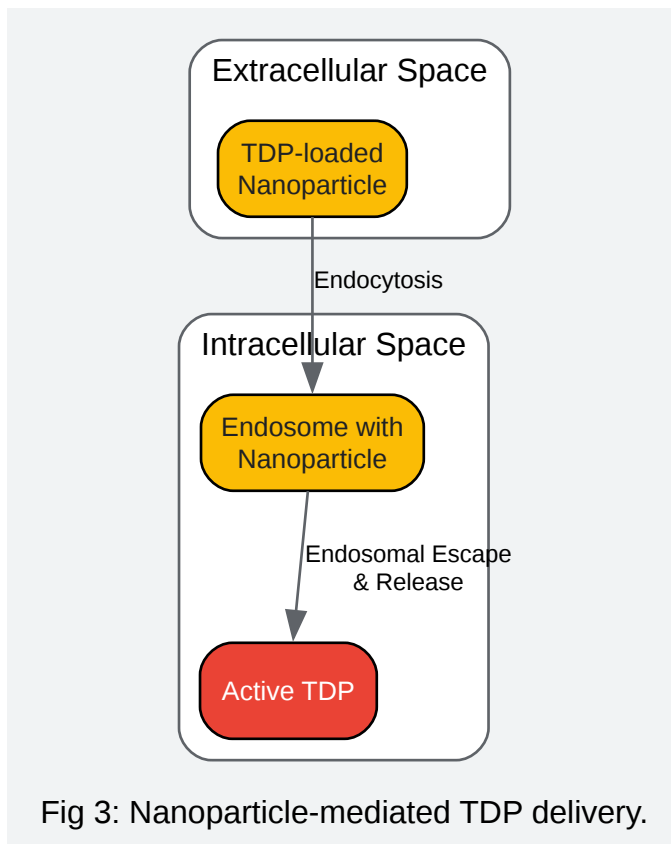 Extracellular Space
TDP-loaded
Nanoparticle
Endocytosis
Intracellular Space
Endosome with
Nanoparticle
Endosomal Escape
& Release
Active TDP
Fig 3: Nanoparticle-mediated TDP delivery.